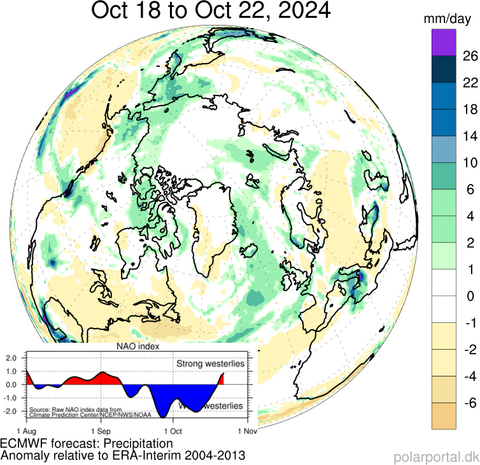 Oct 18 to Oct 22, 2024
mm/day
26
22
18
14
10
6
4
2
1
0
-1
-2
-4
-6
NAO index
2.0
1.0
0.0
-1.0
-2.0
Strong westerlies
westerlies
Source: Raw NAO index data from
Climate Prediction Center/NCEP/NWS/NOAA
1 Aug 1 Sep 1 Oct 1 Nov
ECMWF forecast: Precipitation
Anomaly relative to ERA-Interim 2004-2013
polarportal.dk